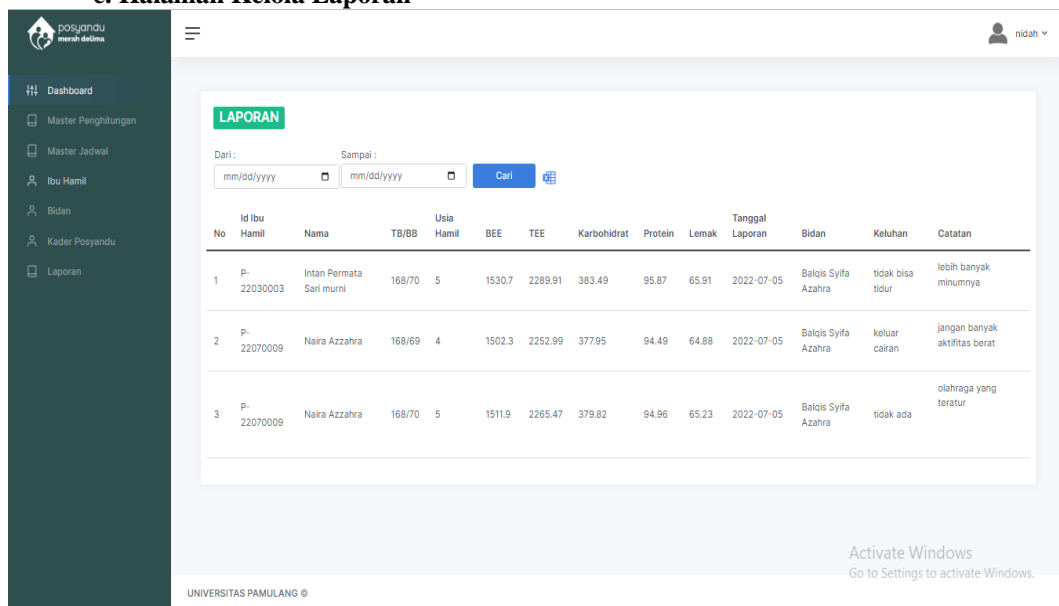 posyandu
merah delima
nidah
Dashboard
Master Penghitungan
Master Jadwal
Ibu Hamil
Bidan
Kader Posyandu
Laporan
LAPORAN
Dari :
Sampai :
mm/dd/yyyy
mm/dd/yyyy
Cari
No
Id Ibu
Hamil
Nama
TB/BB
Usia
Hamil
BEE
TEE
Karbohidrat
Protein
Lemak
Tanggal
Laporan
Bidan
Keluhan
Catatan
1
P-
22030003
Intan Permata
Sari murni
168/70
5
1530.7
2289.91
383.49
95.87
65.91
2022-07-05
Balqis Syifa
Azahra
tidak bisa
tidur
lebih banyak
minumnya
2
P-
22070009
Naira Azzahra
168/69
4
1502.3
2252.99
377.95
94.49
64.88
2022-07-05
Balqis Syifa
Azahra
keluar
cairan
jangan banyak
aktifitas berat
3
P-
22070009
Naira Azzahra
168/70
5
1511.9
2265.47
379.82
94.96
65.23
2022-07-05
Balqis Syifa
Azahra
tidak ada
olahraga yang
teratur
Activate Windows
Go to Settings to activate Windows.
UNIVERSITAS PAMULANG ©